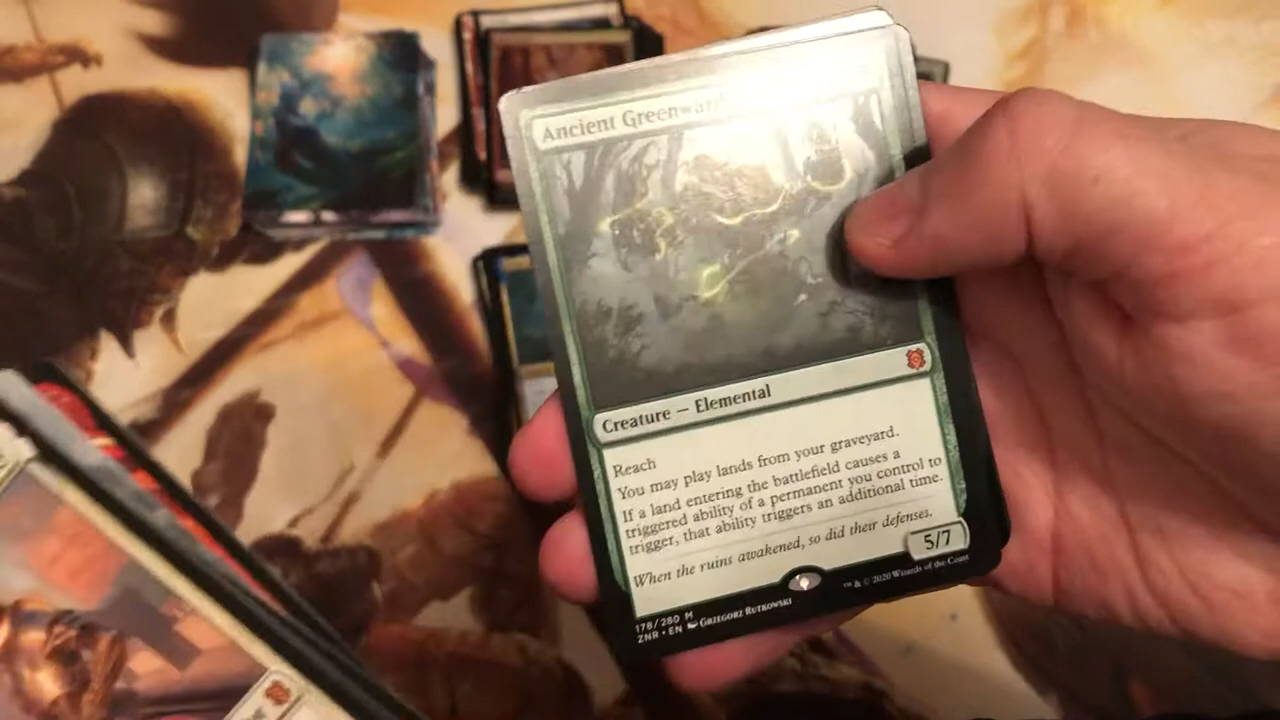 Ancient Greenwar
Creature — Elemental
Reach
You may play lands from your graveyard.
If a land entering the battlefield causes a
triggered ability of a permanent you control to
trigger, that ability triggers an additional time.
When the ruins awakened, so did their defenses.
5/7
178/280 M
ZNR • EN GRZEGORZ RUTKOWSKI
™ & © 2020 Wizards of the Coast